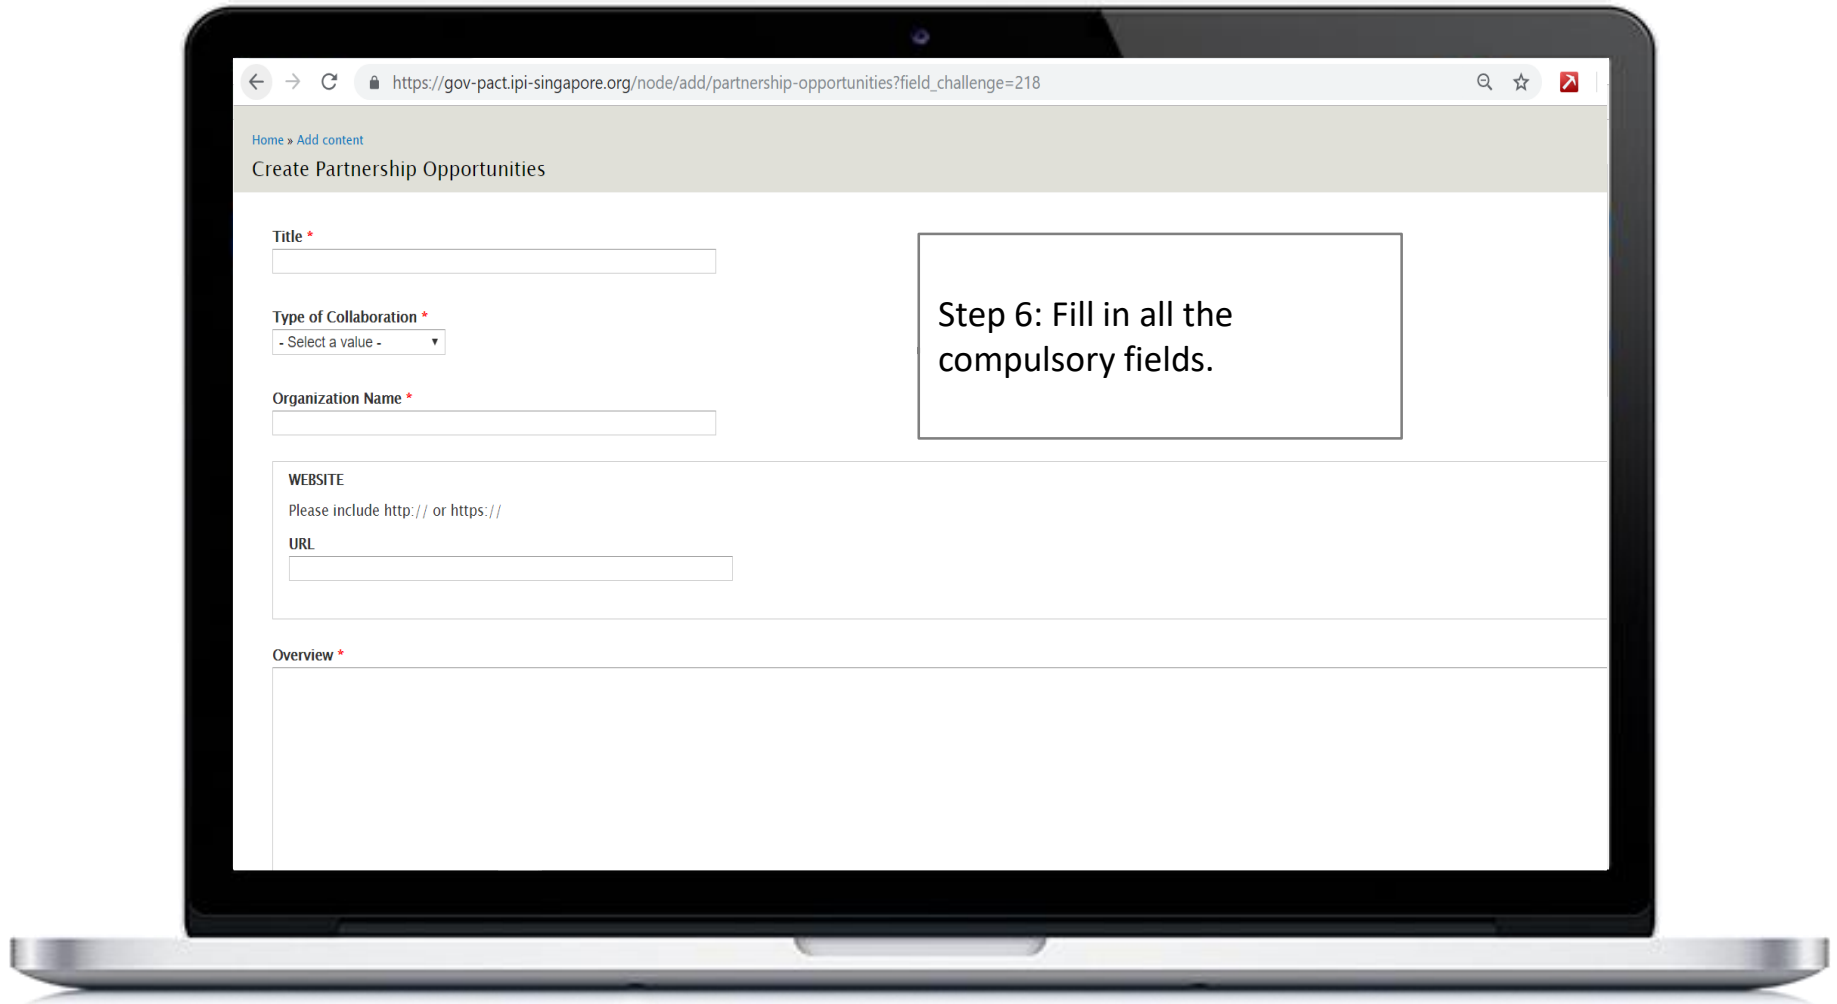 https://gov-pact.ipi-singapore.org/node/add/partnership-opportunities?field_challenge=218
Home » Add content
Create Partnership Opportunities
Title *
Type of Collaboration *
- Select a value -
Organization Name *
WEBSITE
Please include http:// or https://
URL
Overview *
Step 6: Fill in all the
compulsory fields.